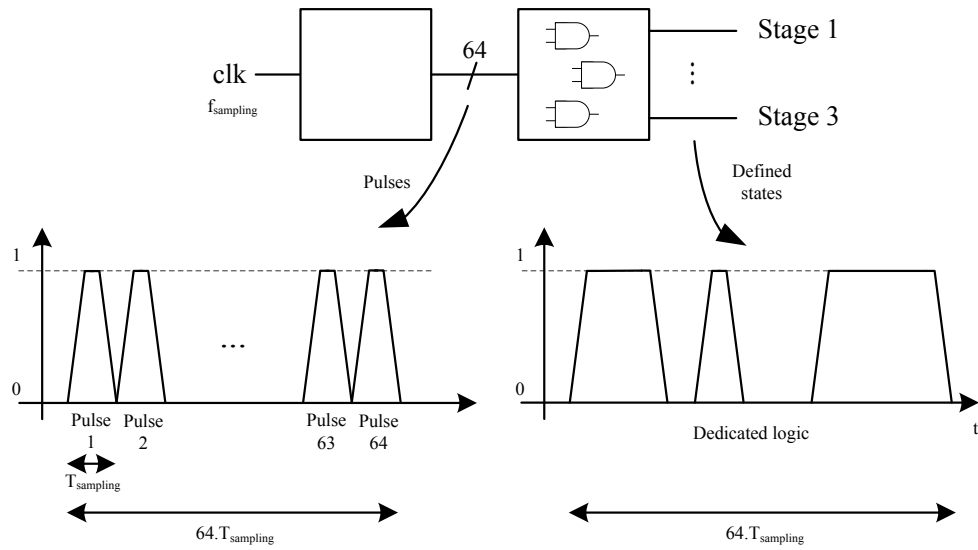 64
Stage 1
clk
f_sampling
⋮
Stage 3
Pulses
Defined
states
1
1
...
0
0
Pulse
1
Pulse
2
Pulse
63
Pulse
64
Dedicated logic
t
T_sampling
64.T_sampling
64.T_sampling